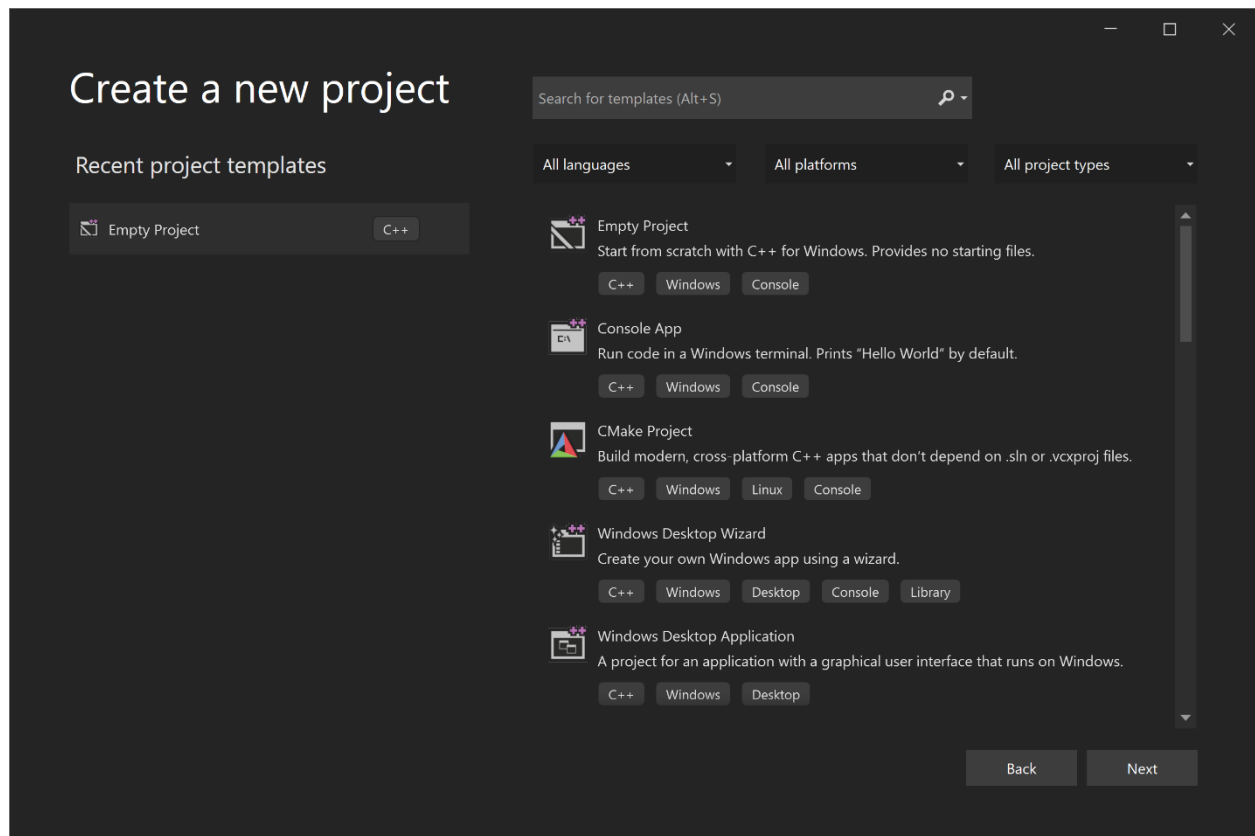 Create a new project
Search for templates (Alt+S)
Recent project templates
All languages
All platforms
All project types
Empty Project
C++
Empty Project
Start from scratch with C++ for Windows. Provides no starting files.
C++ Windows Console
C:\
Console App
Run code in a Windows terminal. Prints “Hello World” by default.
C++ Windows Console
CMake Project
Build modern, cross-platform C++ apps that don’t depend on .sln or .vcxproj files.
C++ Windows Linux Console
Windows Desktop Wizard
Create your own Windows app using a wizard.
C++ Windows Desktop Console Library
Windows Desktop Application
A project for an application with a graphical user interface that runs on Windows.
C++ Windows Desktop
Back
Next